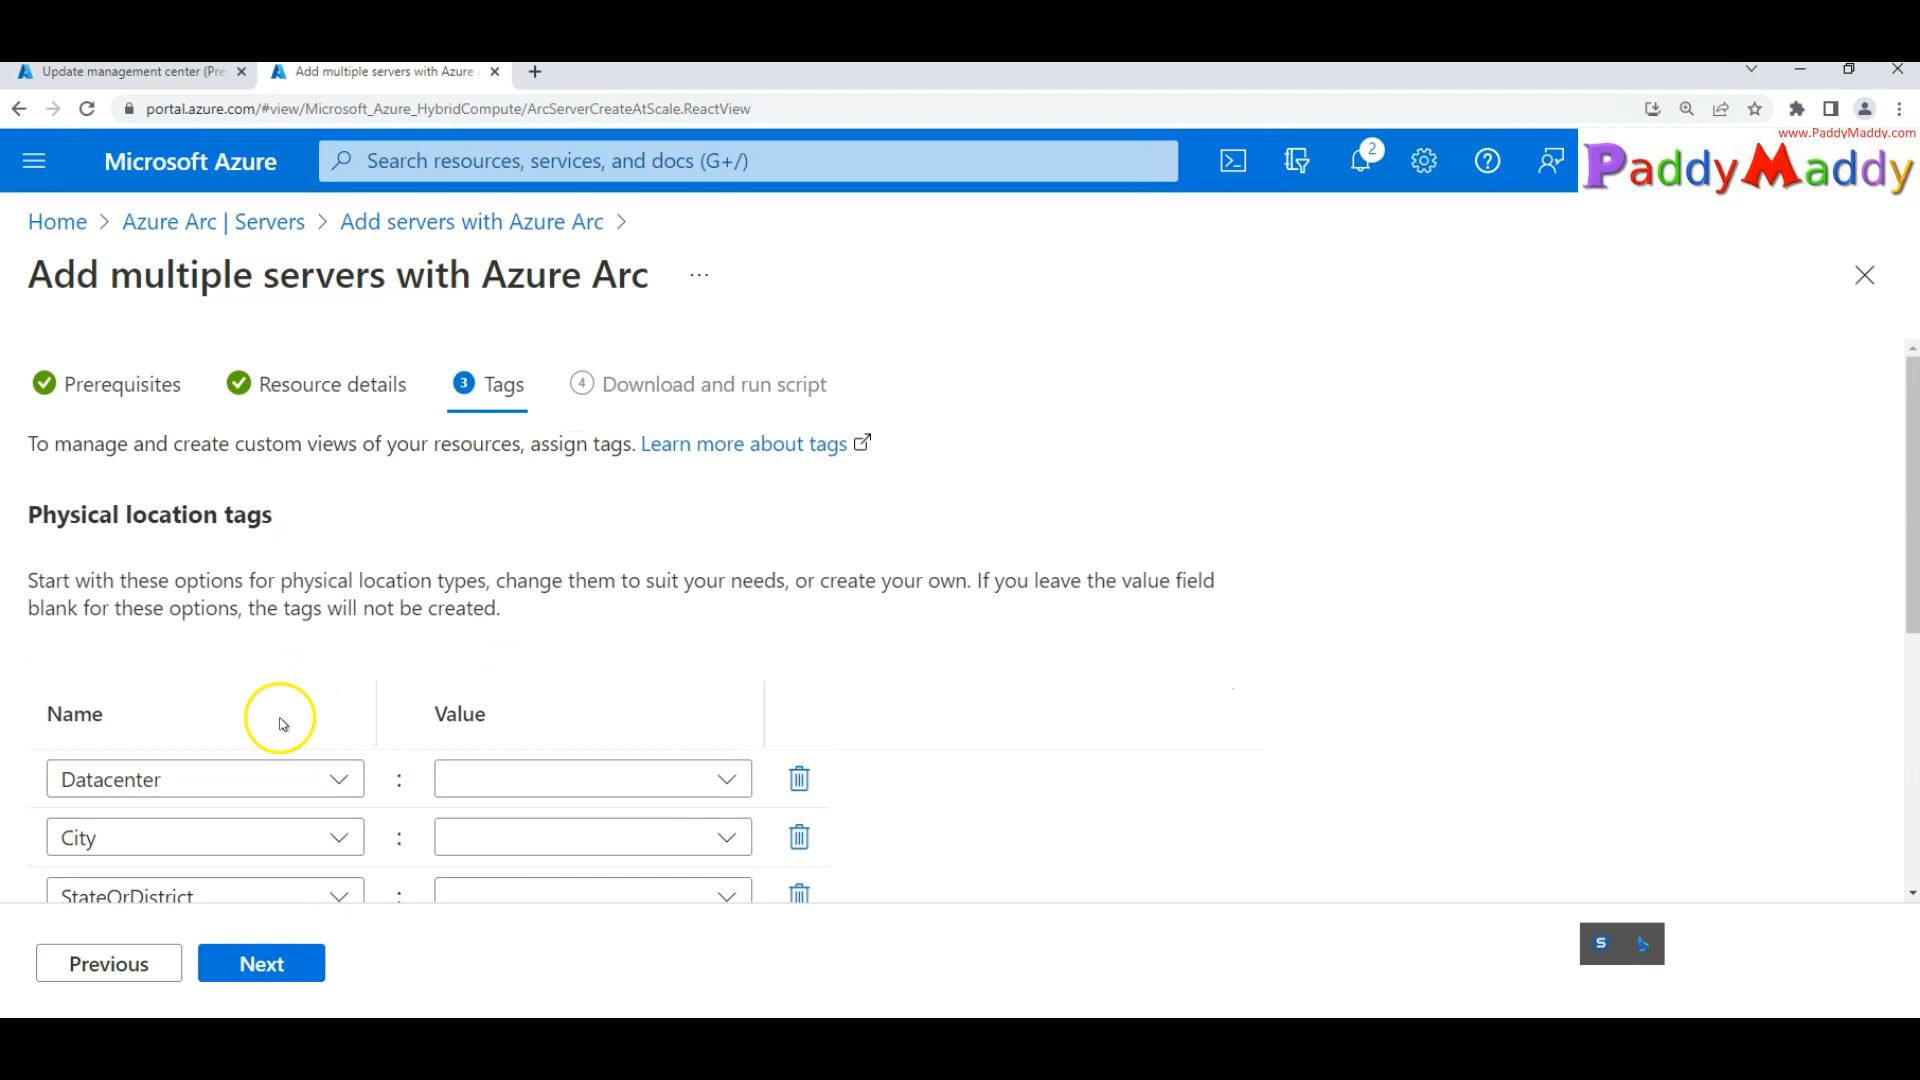 Update management center (Pre
Add multiple servers with Azure
portal.azure.com/#view/Microsoft_Azure_HybridCompute/ArcServerCreateAtScale.ReactView
www.PaddyMaddy.com
Microsoft Azure
Search resources, services, and docs (G+/)
2
PaddyMaddy
Home > Azure Arc | Servers > Add servers with Azure Arc >
Add multiple servers with Azure Arc ...
Prerequisites
Resource details
3 Tags
4 Download and run script
To manage and create custom views of your resources, assign tags. Learn more about tags
Physical location tags
Start with these options for physical location types, change them to suit your needs, or create your own. If you leave the value field
blank for these options, the tags will not be created.
Name
Value
Datacenter :
City :
StateOrDistrict :
Previous
Next
S